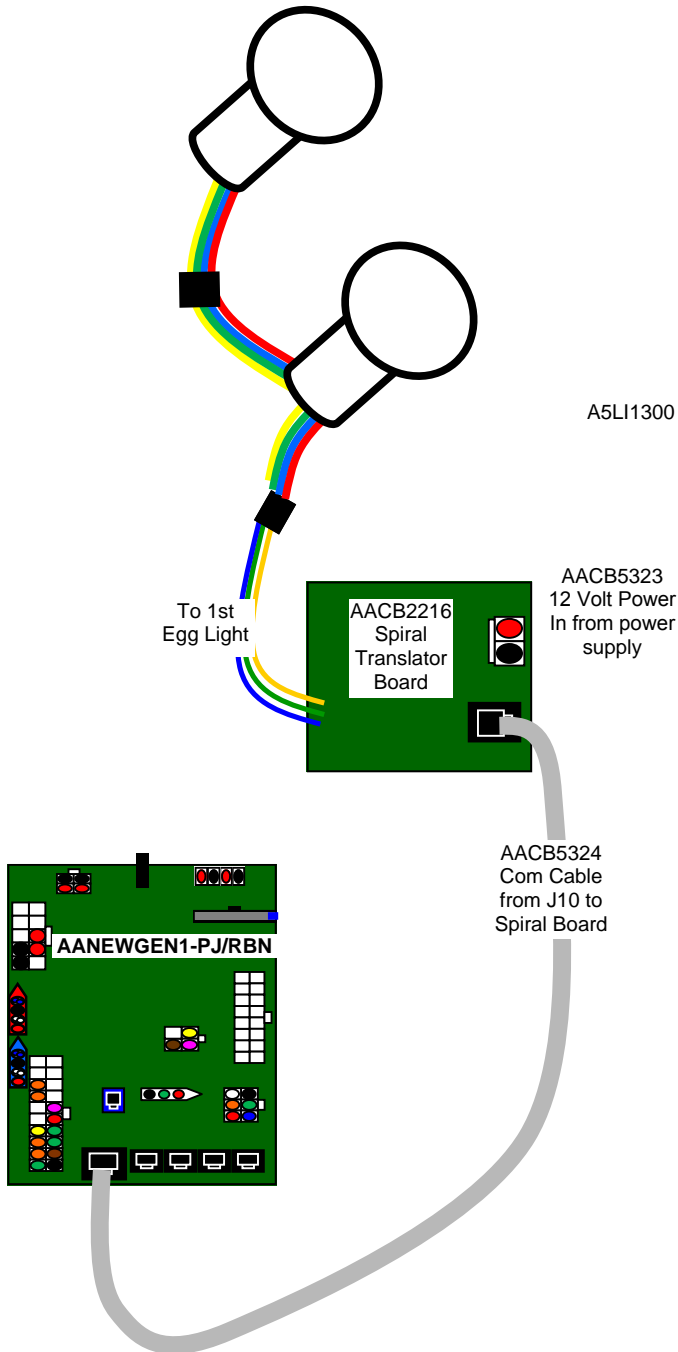 A5LI1300
AACB5323
12 Volt Power
In from power
supply
To 1st
Egg Light
AACB2216
Spiral
Translator
Board
AACB5324
Com Cable
from J10 to
Spiral Board
AANEWGEN1-PJ/RBN